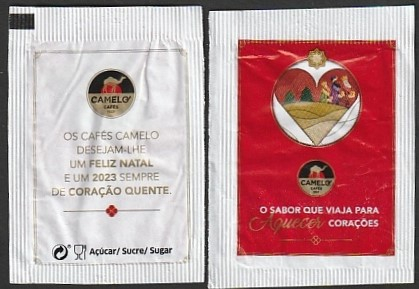 CAMELO
CAFÉS
OS CAFÉS CAMELO
DESEJAM-LHE
UM FELIZ NATAL
E UM 2023 SEMPRE
DE CORAÇÃO QUENTE.
Açúcar/ Sucre/ Sugar
CAMELO
CAFÉS
O SABOR QUE VIAJA PARA
Aquecer CORAÇÕES